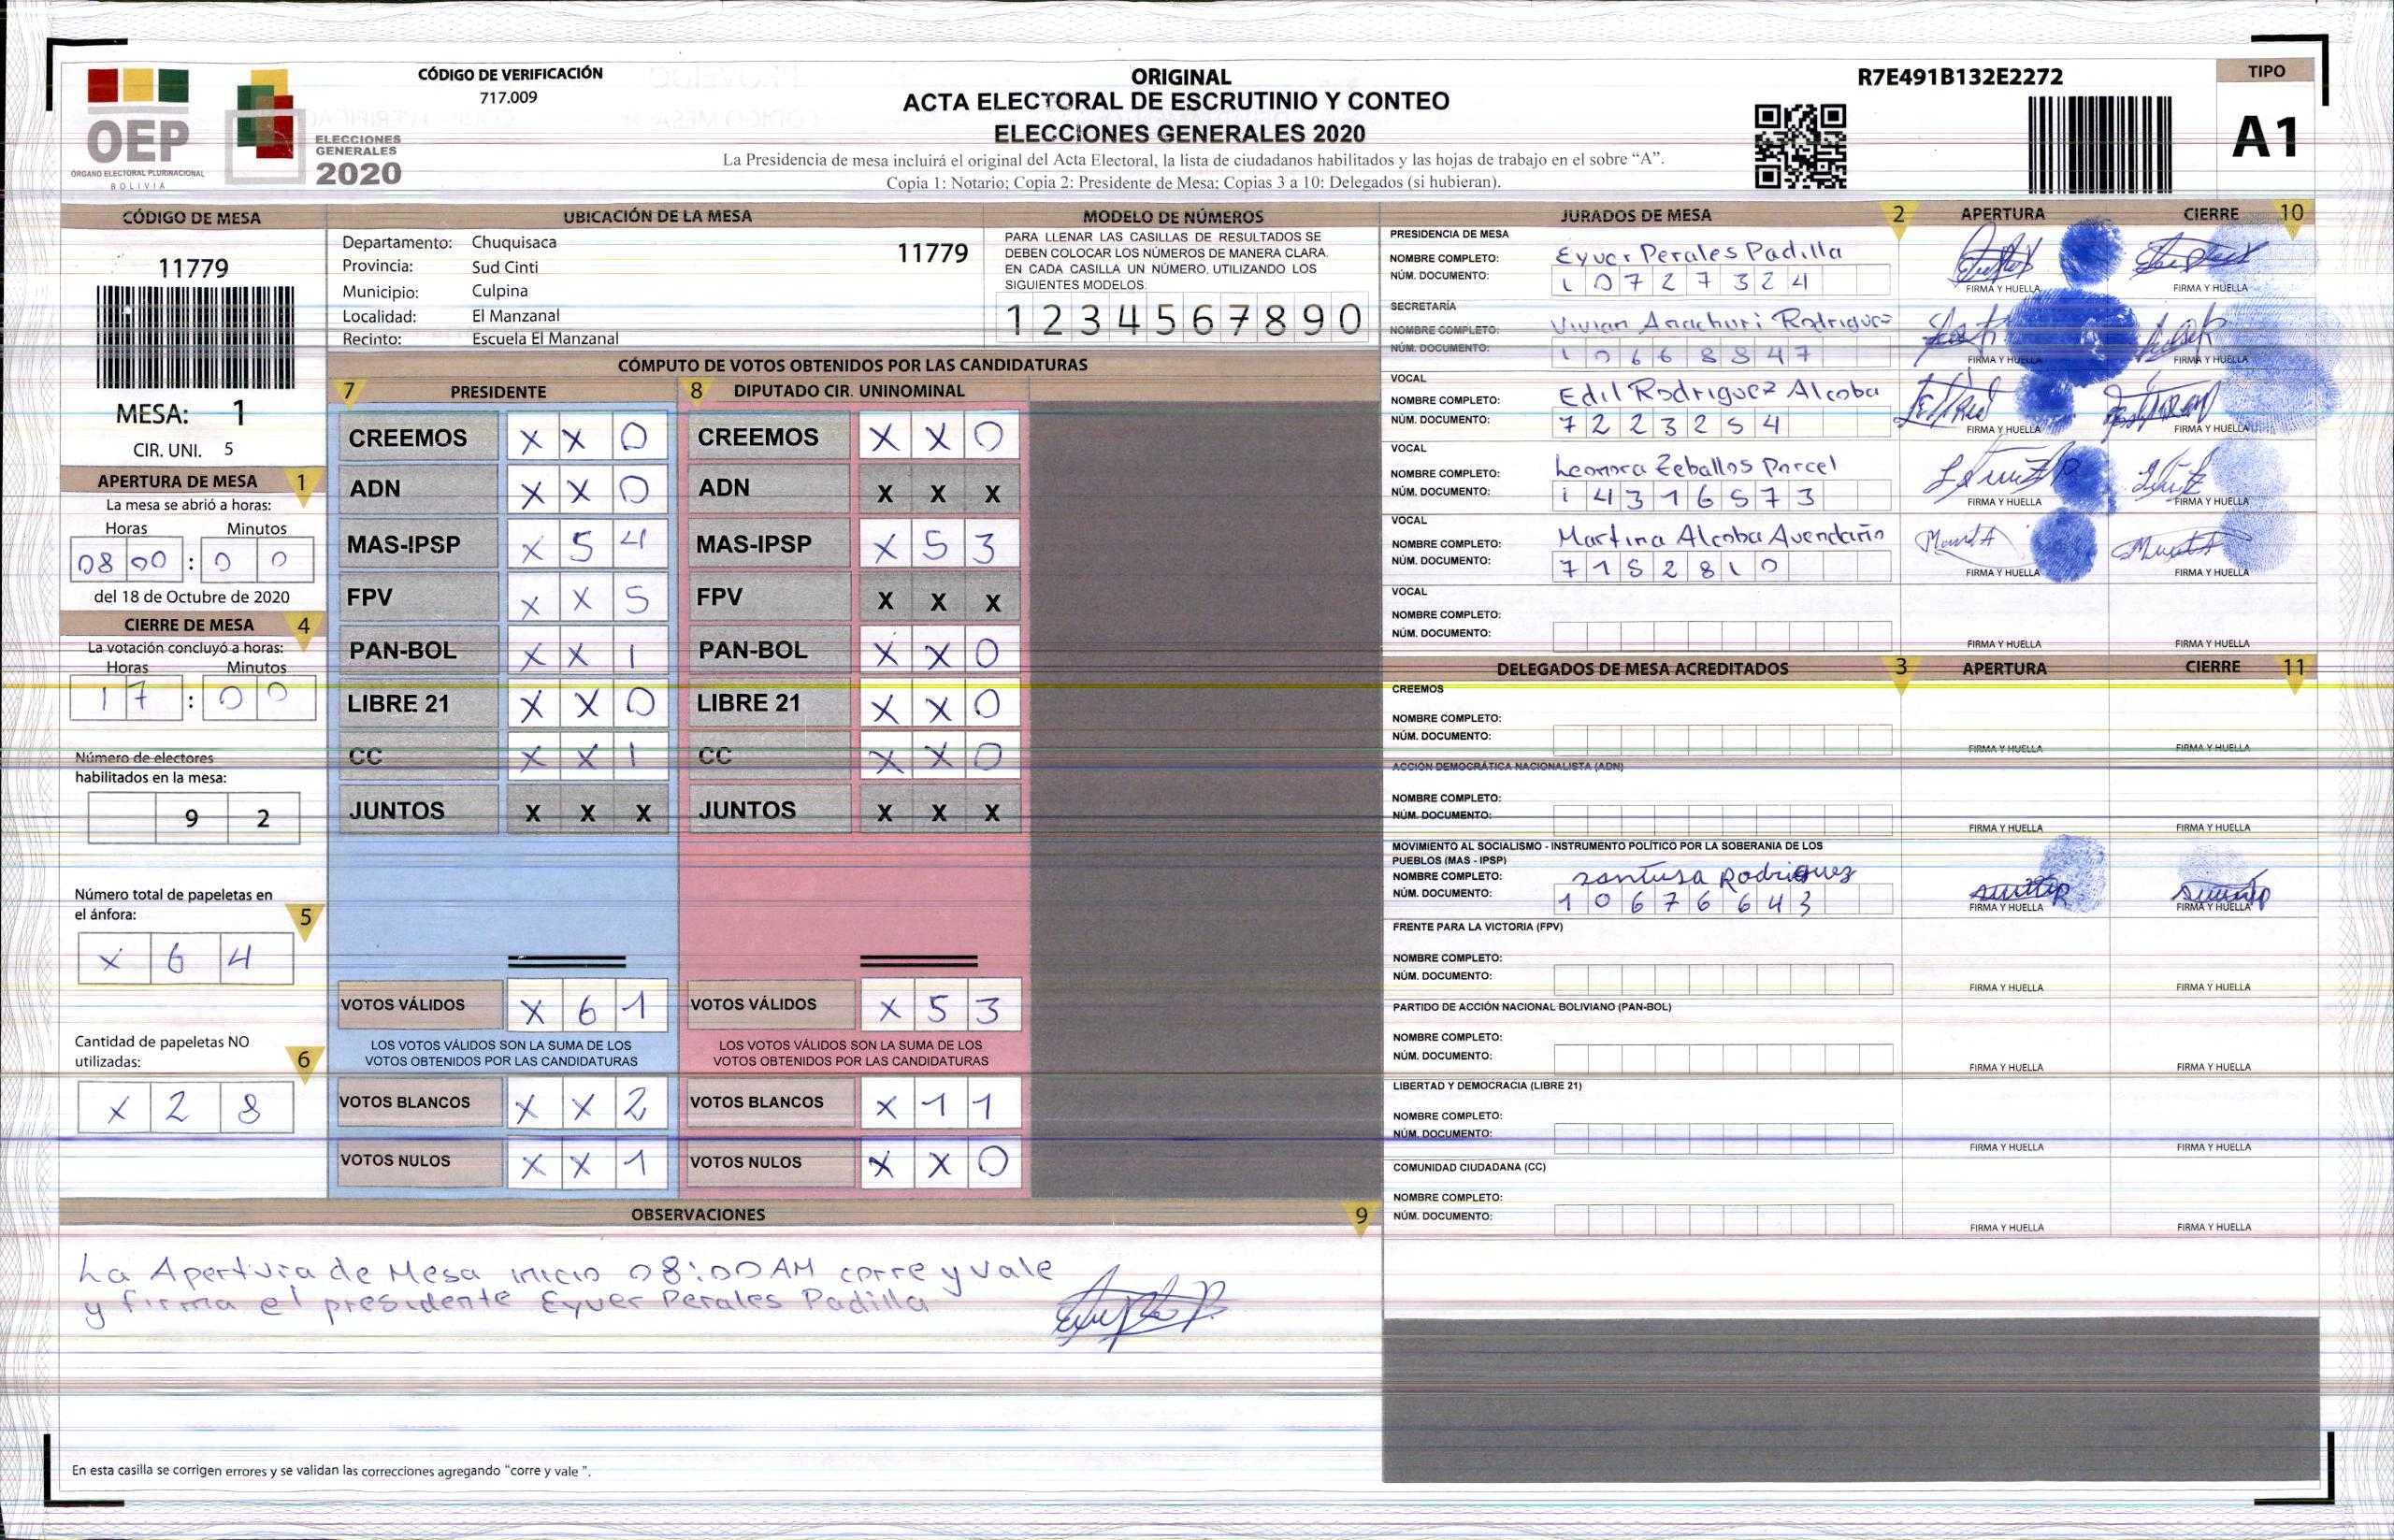 OEP
ÓRGANO ELECTORAL PLURINACIONAL
BOLIVIA
ELECCIONES
GENERALES
2020
CÓDIGO DE VERIFICACIÓN
717.009
ORIGINAL
ACTA ELECTORAL DE ESCRUTINIO Y CONTEO
ELECCIONES GENERALES 2020
La Presidencia de mesa incluirá el original del Acta Electoral, la lista de ciudadanos habilitados y las hojas de trabajo en el sobre “A”.
Copia 1: Notario; Copia 2: Presidente de Mesa; Copias 3 a 10: Delegados (si hubieran).
R7E491B132E2272
TIPO
A1
CÓDIGO DE MESA
11779
MESA: 1
CIR. UNI. 5
APERTURA DE MESA 1
La mesa se abrió a horas:
Horas Minutos
08 00 : 0 0
del 18 de Octubre de 2020
CIERRE DE MESA 4
La votación concluyó a horas:
Horas Minutos
1 7 : 0 0
Número de electores
habilitados en la mesa:
9 2
Número total de papeletas en
el ánfora: 5
X 6 4
Cantidad de papeletas NO
utilizadas: 6
X 2 8
UBICACIÓN DE LA MESA
Departamento: Chuquisaca 11779
Provincia: Sud Cinti
Municipio: Culpina
Localidad: El Manzanal
Recinto: Escuela El Manzanal
MODELO DE NÚMEROS
PARA LLENAR LAS CASILLAS DE RESULTADOS SE
DEBEN COLOCAR LOS NÚMEROS DE MANERA CLARA.
EN CADA CASILLA UN NÚMERO, UTILIZANDO LOS
SIGUIENTES MODELOS:
1 2 3 4 5 6 7 8 9 0
CÓMPUTO DE VOTOS OBTENIDOS POR LAS CANDIDATURAS
7 PRESIDENTE
CREEMOS X X 0
ADN X X 0
MAS-IPSP X 5 4
FPV X X 5
PAN-BOL X X 1
LIBRE 21 X X 0
CC X X 1
JUNTOS X X X
VOTOS VÁLIDOS X 6 1
LOS VOTOS VÁLIDOS SON LA SUMA DE LOS
VOTOS OBTENIDOS POR LAS CANDIDATURAS
VOTOS BLANCOS X X 2
VOTOS NULOS X X 1
8 DIPUTADO CIR. UNINOMINAL
CREEMOS X X 0
ADN X X X
MAS-IPSP X 5 3
FPV X X X
PAN-BOL X X 0
LIBRE 21 X X 0
CC X X 0
JUNTOS X X X
VOTOS VÁLIDOS X 5 3
LOS VOTOS VÁLIDOS SON LA SUMA DE LOS
VOTOS OBTENIDOS POR LAS CANDIDATURAS
VOTOS BLANCOS X 1 1
VOTOS NULOS X X 0
JURADOS DE MESA 2 APERTURA CIERRE 10
PRESIDENCIA DE MESA
NOMBRE COMPLETO: Eyver Perales Padilla
NÚM. DOCUMENTO: 1 0 7 2 7 3 2 4
FIRMA Y HUELLA FIRMA Y HUELLA
SECRETARÍA
NOMBRE COMPLETO: Vivian Anachuri Rodriguez
NÚM. DOCUMENTO: 1 0 6 6 8 8 4 7
FIRMA Y HUELLA FIRMA Y HUELLA
VOCAL
NOMBRE COMPLETO: Edil Rodriguez Alcoba
NÚM. DOCUMENTO: 7 2 2 3 2 5 4
FIRMA Y HUELLA FIRMA Y HUELLA
VOCAL
NOMBRE COMPLETO: Leonora Zeballos Porcel
NÚM. DOCUMENTO: 1 4 3 1 6 5 7 3
FIRMA Y HUELLA FIRMA Y HUELLA
VOCAL
NOMBRE COMPLETO: Martina Alcoba Avendaño
NÚM. DOCUMENTO: 7 1 5 2 8 1 0
FIRMA Y HUELLA FIRMA Y HUELLA
VOCAL
NOMBRE COMPLETO:
NÚM. DOCUMENTO:
FIRMA Y HUELLA FIRMA Y HUELLA
DELEGADOS DE MESA ACREDITADOS 3 APERTURA CIERRE 11
CREEMOS
NOMBRE COMPLETO:
NÚM. DOCUMENTO:
FIRMA Y HUELLA FIRMA Y HUELLA
ACCIÓN DEMOCRÁTICA NACIONALISTA (ADN)
NOMBRE COMPLETO:
NÚM. DOCUMENTO:
FIRMA Y HUELLA FIRMA Y HUELLA
MOVIMIENTO AL SOCIALISMO - INSTRUMENTO POLÍTICO POR LA SOBERANIA DE LOS
PUEBLOS (MAS - IPSP)
NOMBRE COMPLETO: Santusa Rodriguez
NÚM. DOCUMENTO: 1 0 6 7 6 6 4 3
FIRMA Y HUELLA FIRMA Y HUELLA
FRENTE PARA LA VICTORIA (FPV)
NOMBRE COMPLETO:
NÚM. DOCUMENTO:
FIRMA Y HUELLA FIRMA Y HUELLA
PARTIDO DE ACCIÓN NACIONAL BOLIVIANO (PAN-BOL)
NOMBRE COMPLETO:
NÚM. DOCUMENTO:
FIRMA Y HUELLA FIRMA Y HUELLA
LIBERTAD Y DEMOCRACIA (LIBRE 21)
NOMBRE COMPLETO:
NÚM. DOCUMENTO:
FIRMA Y HUELLA FIRMA Y HUELLA
COMUNIDAD CIUDADANA (CC)
NOMBRE COMPLETO:
NÚM. DOCUMENTO:
FIRMA Y HUELLA FIRMA Y HUELLA
OBSERVACIONES 9
La Apertura de Mesa inicio 08:00 AM corre y vale
y firma el presidente Eyver Perales Padilla
En esta casilla se corrigen errores y se validan las correcciones agregando “corre y vale ”.